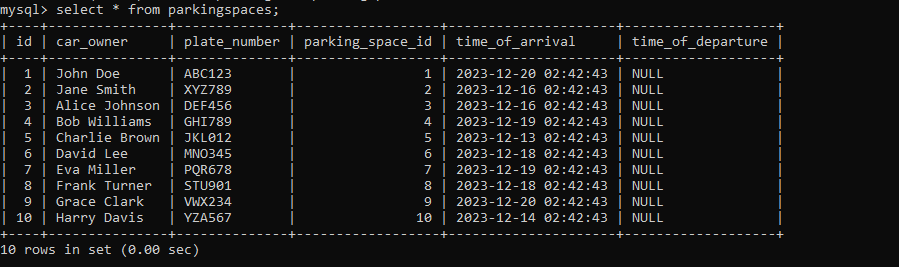 mysql> select * from parkingspaces;
+----+---------------+--------------+------------------+---------------------+-------------------+
| id | car_owner     | plate_number | parking_space_id | time_of_arrival     | time_of_departure |
+----+---------------+--------------+------------------+---------------------+-------------------+
|  1 | John Doe      | ABC123       |                1 | 2023-12-20 02:42:43 | NULL              |
|  2 | Jane Smith    | XYZ789       |                2 | 2023-12-16 02:42:43 | NULL              |
|  3 | Alice Johnson | DEF456       |                3 | 2023-12-16 02:42:43 | NULL              |
|  4 | Bob Williams  | GHI789       |                4 | 2023-12-19 02:42:43 | NULL              |
|  5 | Charlie Brown | JKL012       |                5 | 2023-12-13 02:42:43 | NULL              |
|  6 | David Lee     | MNO345       |                6 | 2023-12-18 02:42:43 | NULL              |
|  7 | Eva Miller    | PQR678       |                7 | 2023-12-19 02:42:43 | NULL              |
|  8 | Frank Turner  | STU901       |                8 | 2023-12-18 02:42:43 | NULL              |
|  9 | Grace Clark   | VWX234       |                9 | 2023-12-20 02:42:43 | NULL              |
| 10 | Harry Davis   | YZA567       |               10 | 2023-12-14 02:42:43 | NULL              |
+----+---------------+--------------+------------------+---------------------+-------------------+
10 rows in set (0.00 sec)